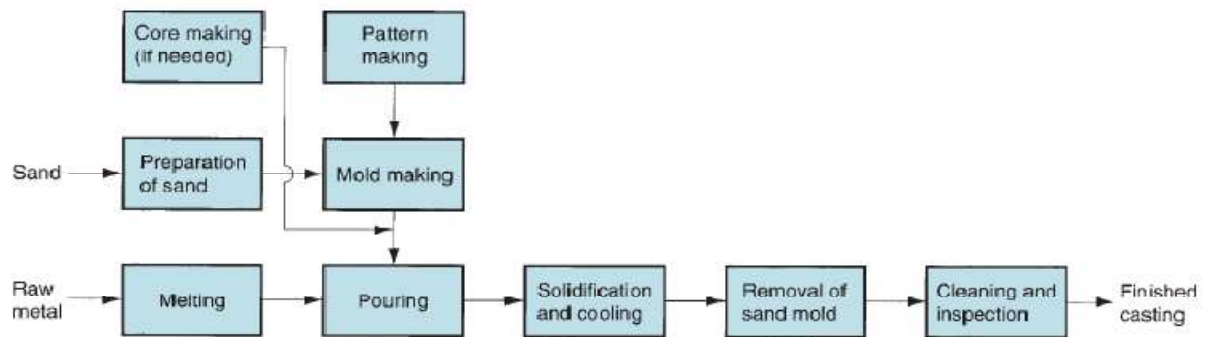 Core making
(if needed)
Pattern
making
Sand
Preparation
of sand
Mold making
Raw
metal
Melting
Pouring
Solidification
and cooling
Removal of
sand mold
Cleaning and
inspection
Finished
casting